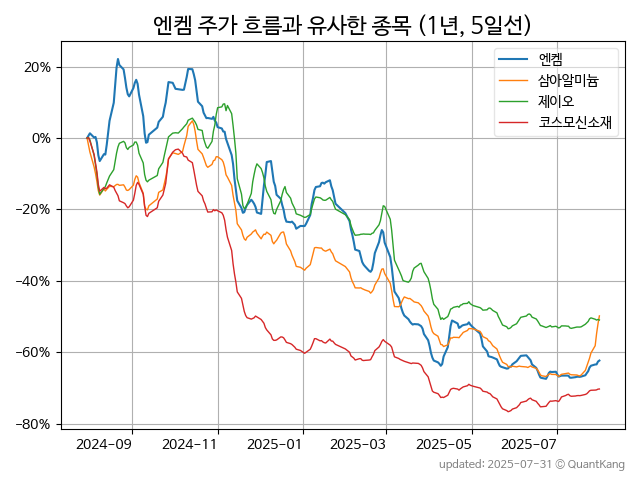 엔켐 주가 흐름과 유사한 종목 (1년, 5일선)
엔켐
삼아알미늄
제이오
코스모신소재
20%
0%
−20%
−40%
−60%
−80%
2024-09
2024-11
2025-01
2025-03
2025-05
2025-07
updated: 2025-07-31 © QuantKang